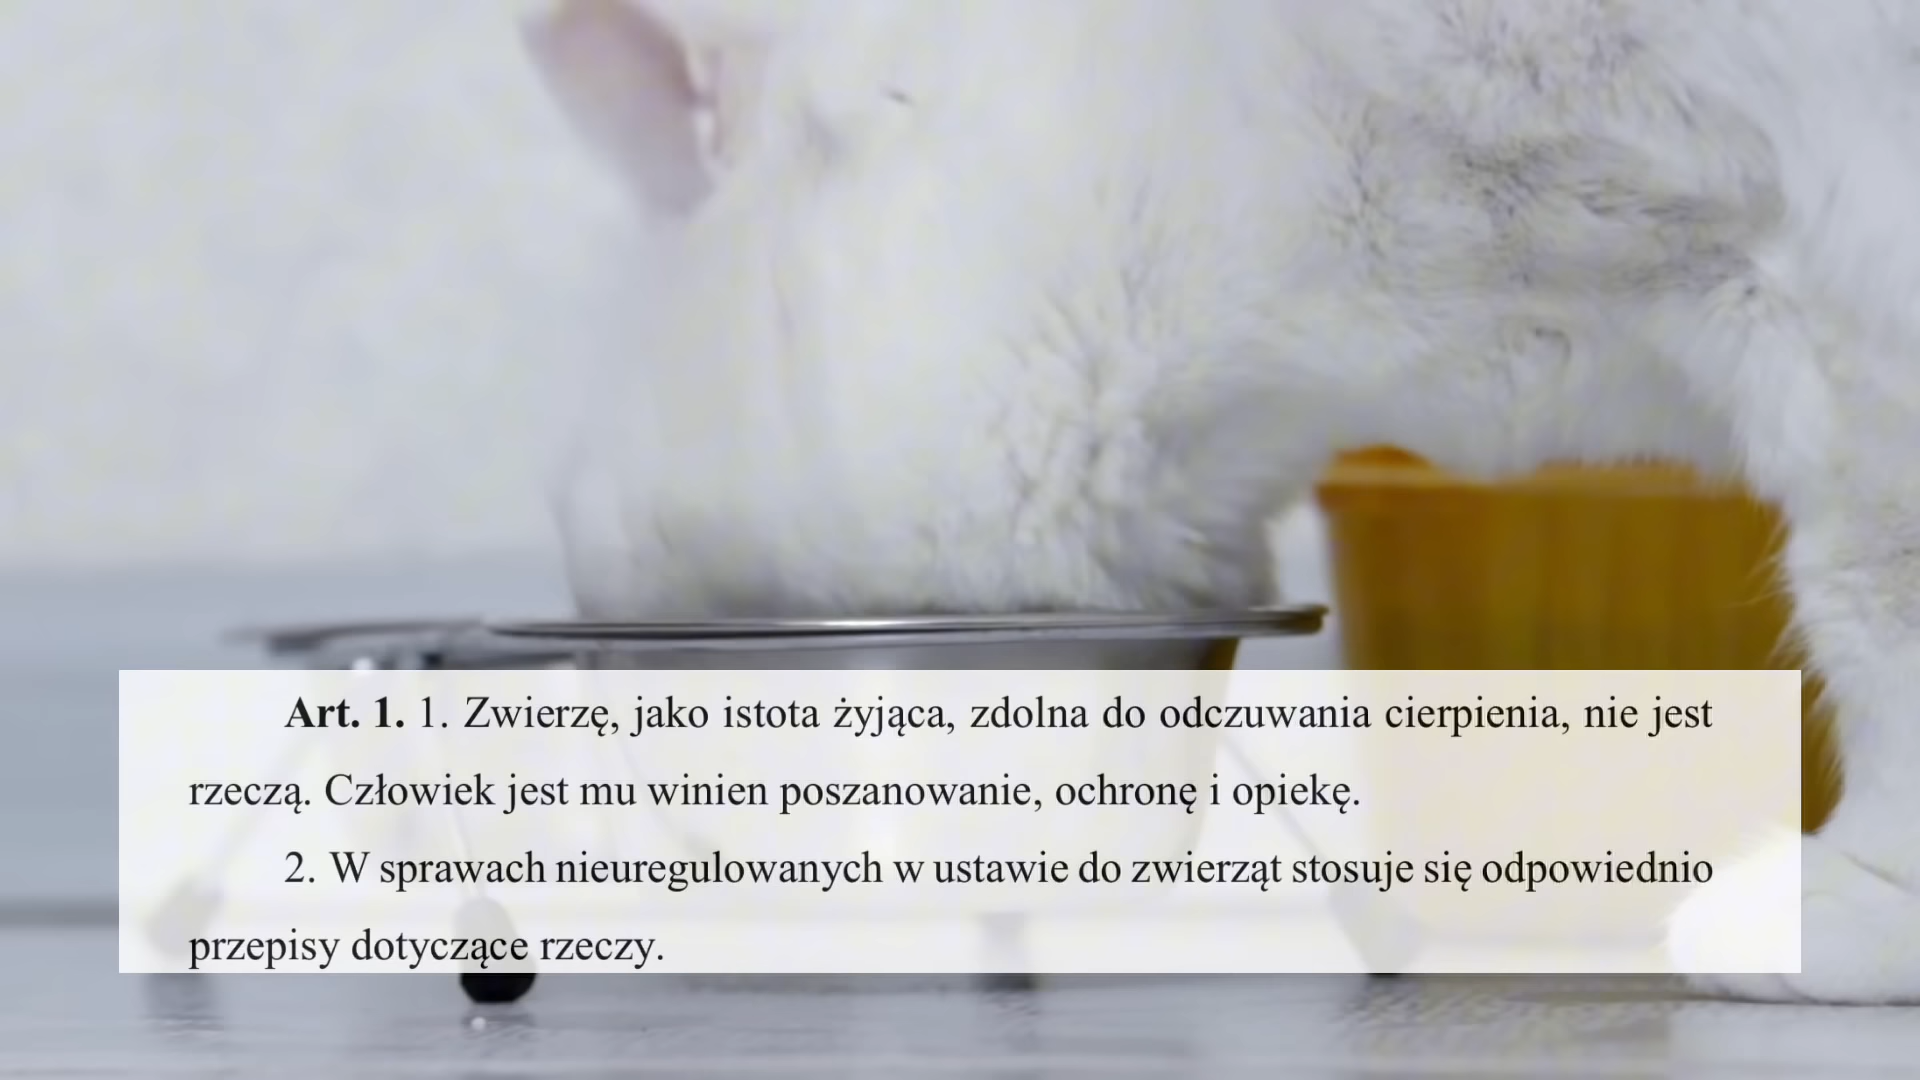 Art. 1. 1. Zwierzę, jako istota żyjąca, zdolna do odczuwania cierpienia, nie jest
rzeczą. Człowiek jest mu winien poszanowanie, ochronę i opiekę.
2. W sprawach nieuregulowanych w ustawie do zwierząt stosuje się odpowiednio
przepisy dotyczące rzeczy.